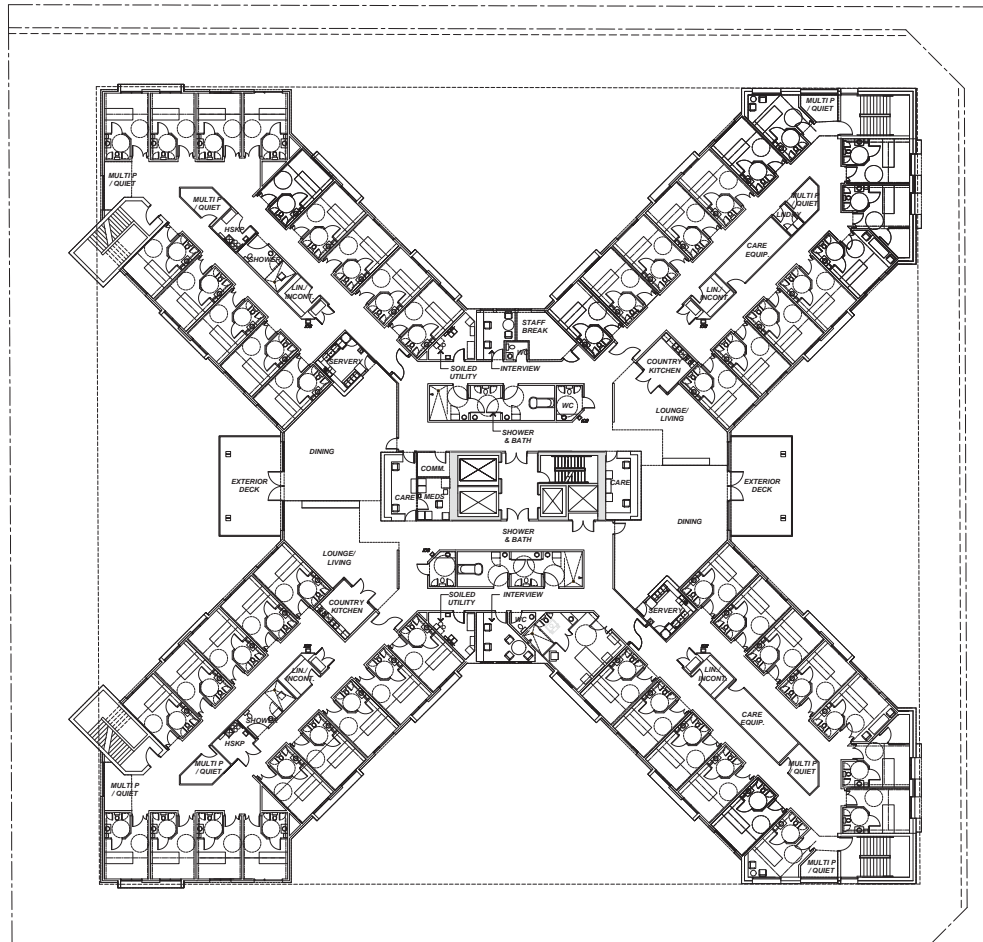 MULTI P
/ QUIET
MULTI P
/ QUIET
MULTI P
/ QUIET
MULTI P
/ QUIET
HSKP
LNDRY
SHOWER
CARE
EQUIP.
LIN./
INCONT.
LIN./
INCONT.
STAFF
BREAK
WC
SERVERY
SOILED
UTILITY
INTERVIEW
COUNTRY
KITCHEN
WC
LOUNGE/
LIVING
SHOWER
& BATH
DINING
COMM.
EXTERIOR
DECK
CARE
MEDS
CARE
EXTERIOR
DECK
DINING
SHOWER
& BATH
LOUNGE/
LIVING
SOILED
UTILITY
INTERVIEW
COUNTRY
KITCHEN
SERVERY
WC
LIN./
INCONT.
LIN./
INCONT.
SHOWER
CARE
EQUIP.
HSKP
MULTI P
/ QUIET
MULTI P
/ QUIET
MULTI P
/ QUIET
MULTI P
/ QUIET